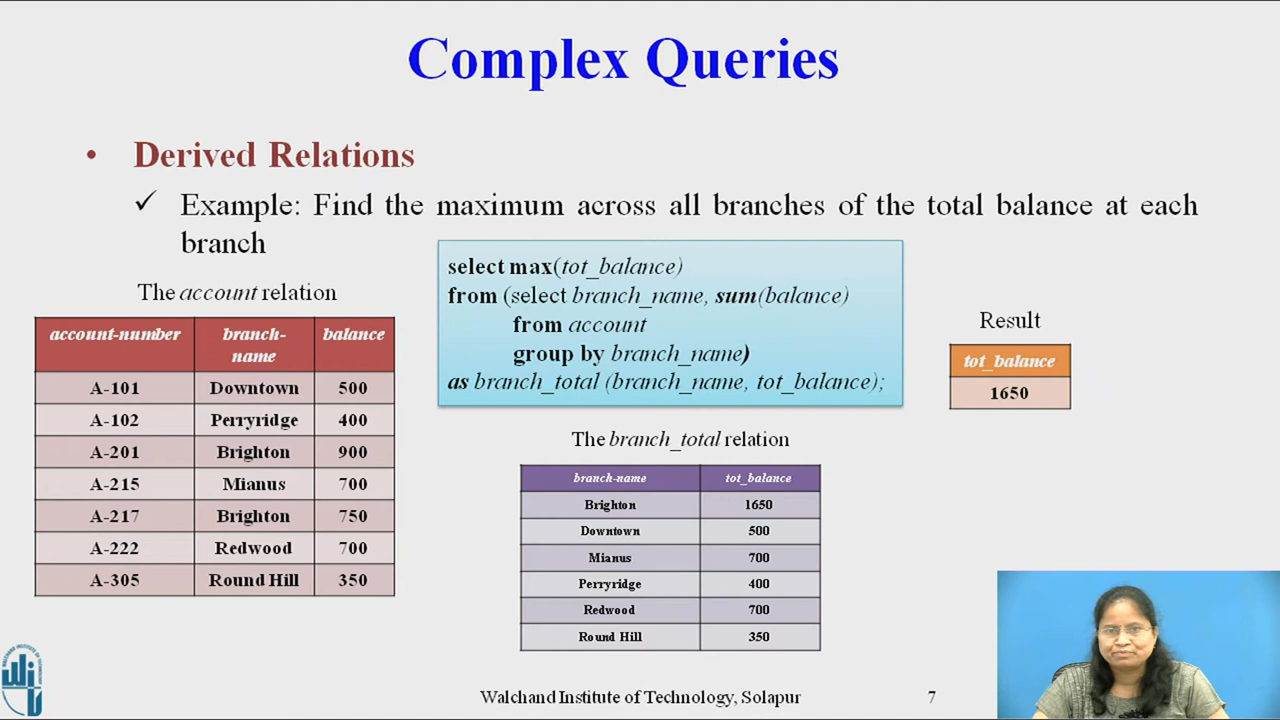 Complex Queries
• Derived Relations
✓ Example: Find the maximum across all branches of the total balance at each
branch
The account relation
account-number branch-name balance
A-101 Downtown 500
A-102 Perryridge 400
A-201 Brighton 900
A-215 Mianus 700
A-217 Brighton 750
A-222 Redwood 700
A-305 Round Hill 350
select max(tot_balance)
from (select branch_name, sum(balance)
from account
group by branch_name)
as branch_total (branch_name, tot_balance);
Result
tot_balance
1650
The branch_total relation
branch-name tot_balance
Brighton 1650
Downtown 500
Mianus 700
Perryridge 400
Redwood 700
Round Hill 350
Walchand Institute of Technology, Solapur 7